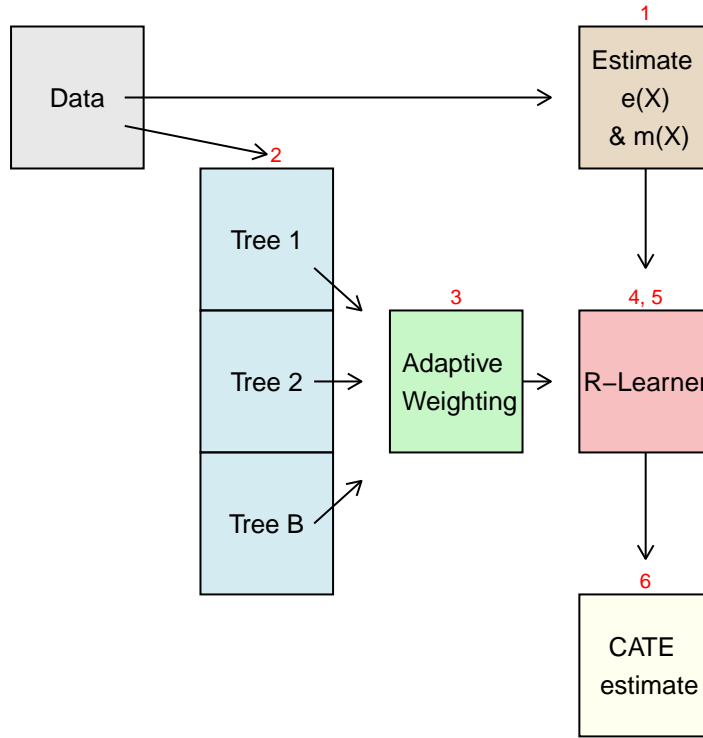 1
Data
Estimate
e(X)
& m(X)
2
Tree 1
3
4, 5
Tree 2
Adaptive
Weighting
R−Learner
Tree B
6
CATE
estimate